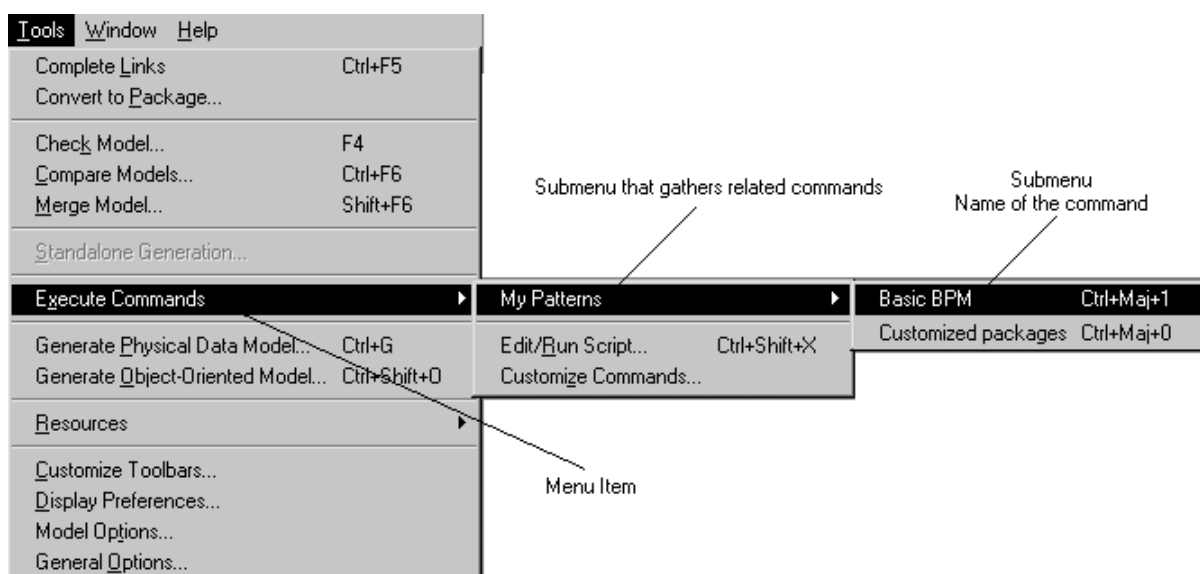 Tools Window Help
Complete Links Ctrl+F5
Convert to Package...
Check Model... F4
Compare Models... Ctrl+F6
Merge Model... Shift+F6
Submenu that gathers related commands
Submenu
Name of the command
Standalone Generation...
Execute Commands
My Patterns
Basic BPM Ctrl+Maj+1
Customized packages Ctrl+Maj+0
Edit/Run Script... Ctrl+Shift+X
Customize Commands...
Generate Physical Data Model... Ctrl+G
Generate Object-Oriented Model... Ctrl+Shift+O
Resources
Menu Item
Customize Toolbars...
Display Preferences...
Model Options...
General Options...